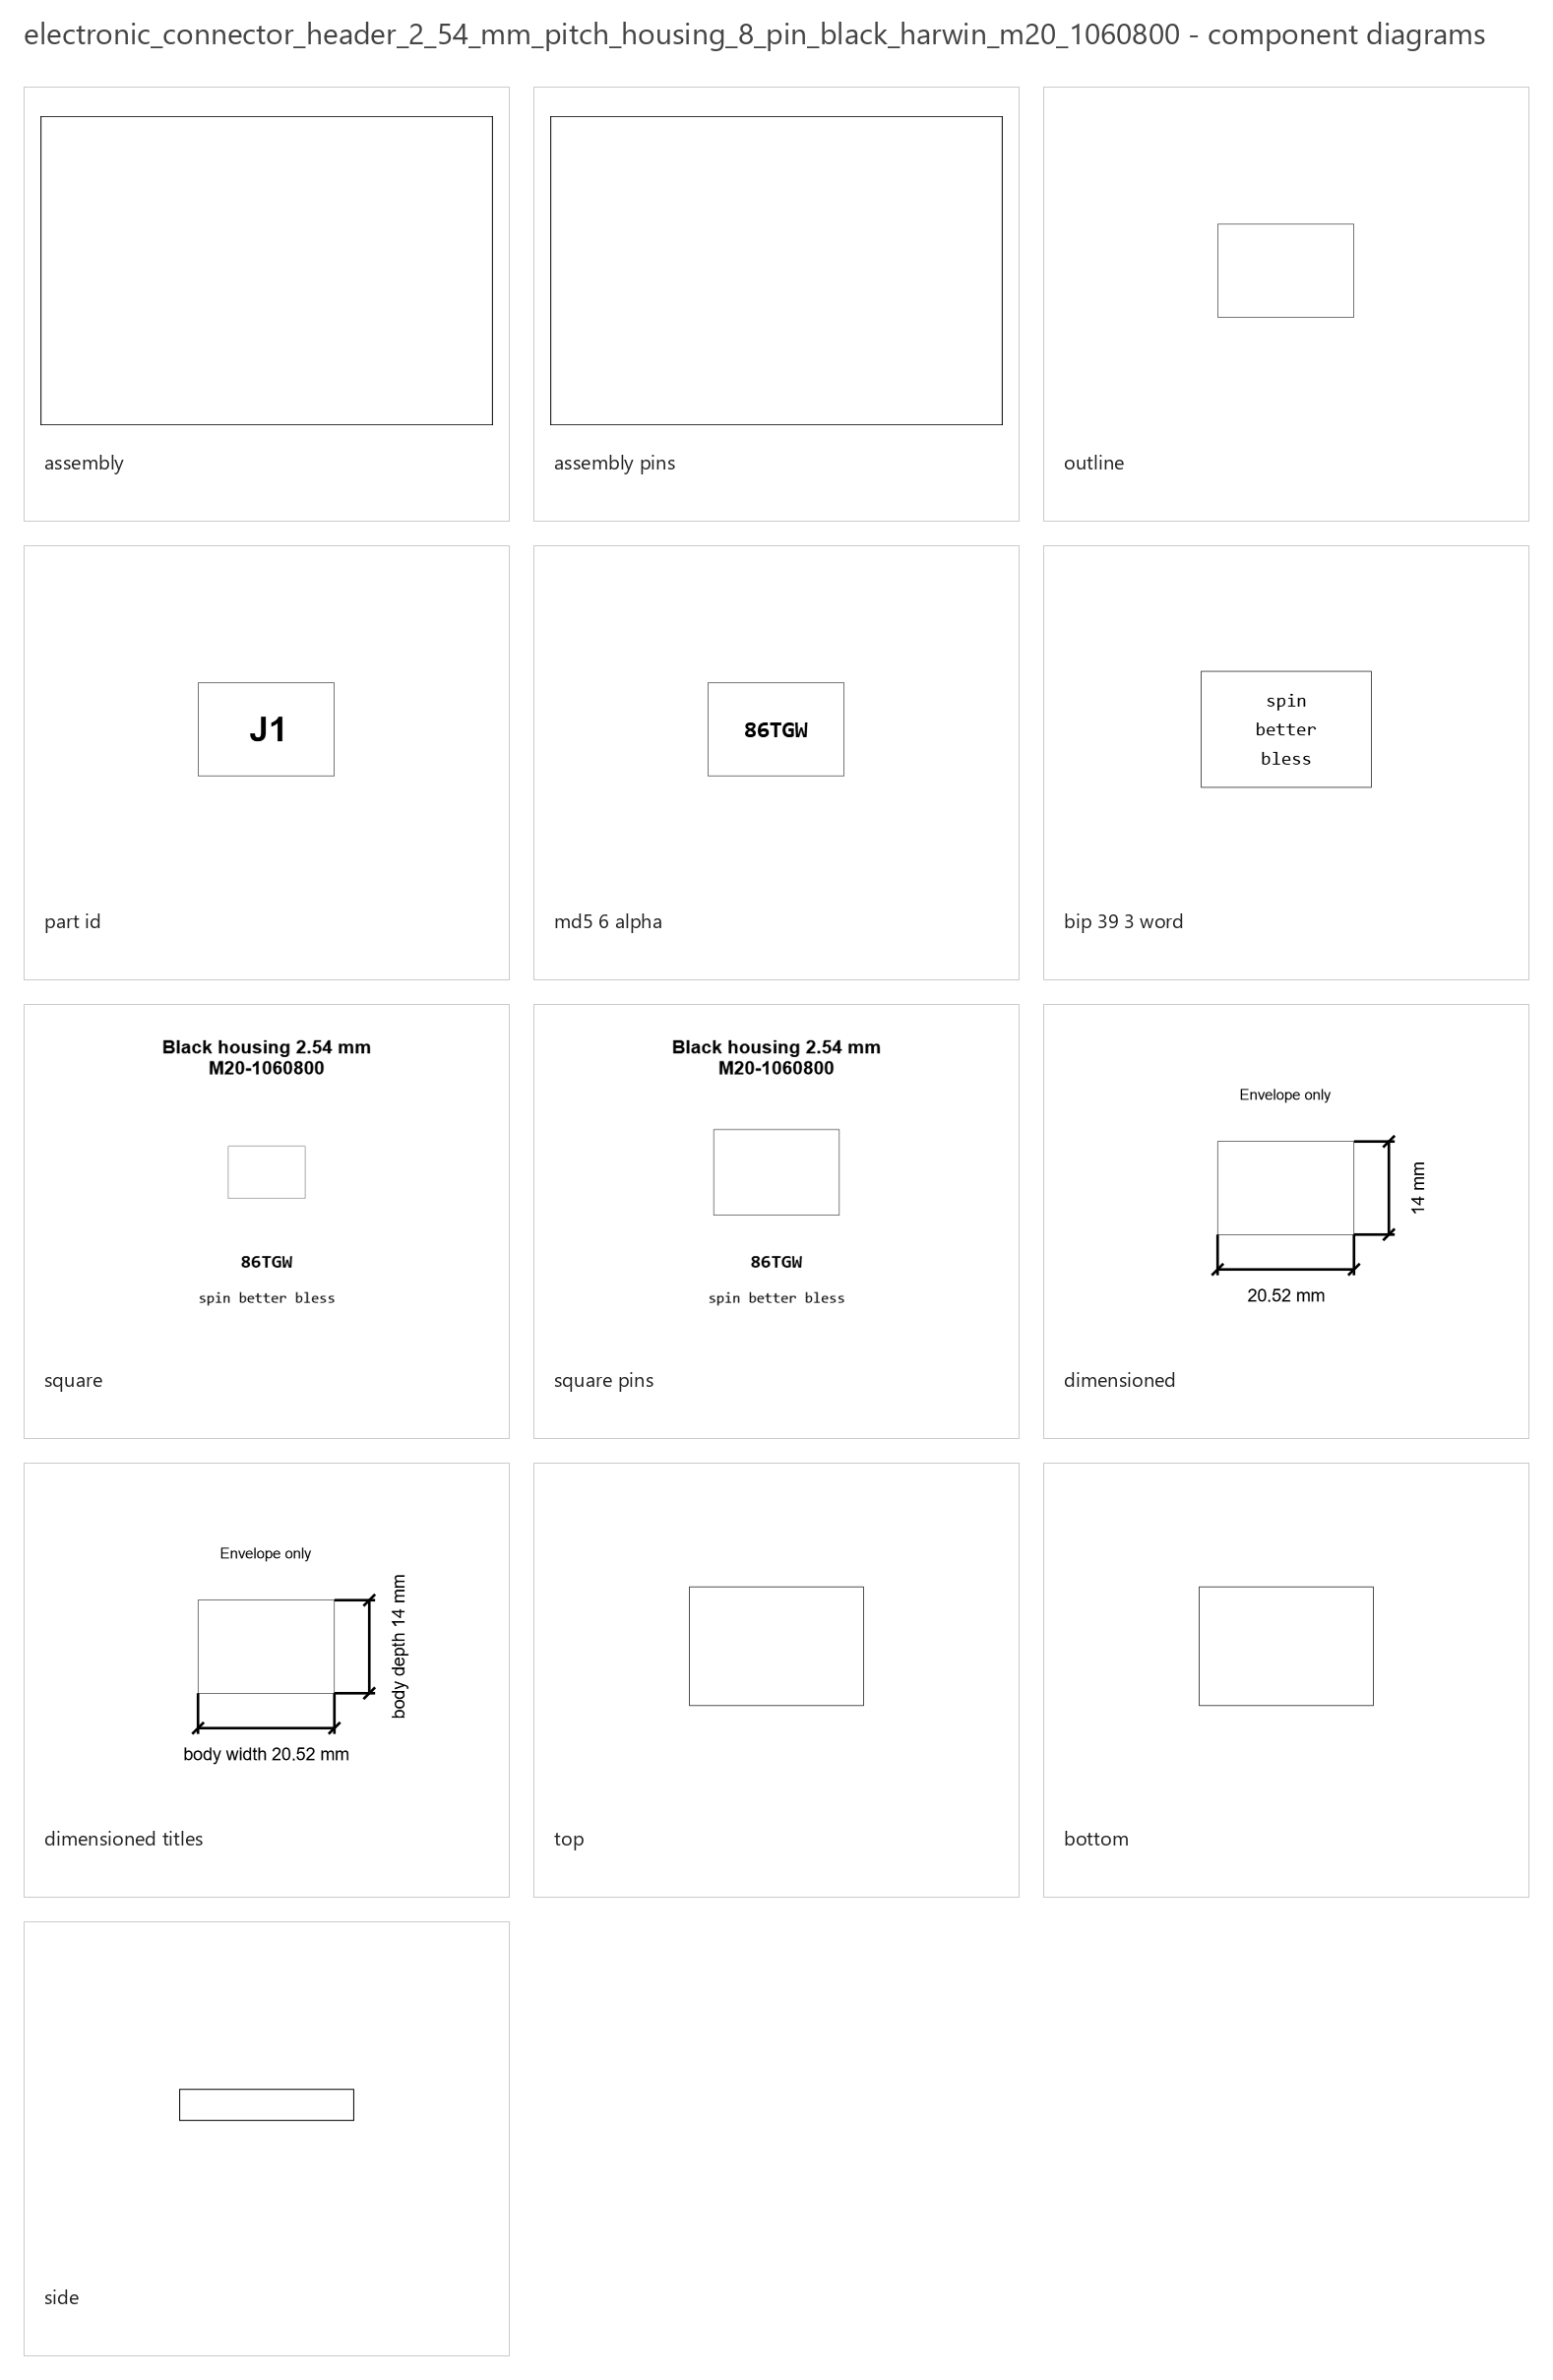 electronic_connector_header_2_54_mm_pitch_housing_8_pin_black_harwin_m20_1060800 - component diagrams
assembly
assembly pins
outline
J1
part id
86TGW
md5 6 alpha
spin
better
bless
bip 39 3 word
Black housing 2.54 mm
M20-1060800
86TGW
spin better bless
square
Black housing 2.54 mm
M20-1060800
86TGW
spin better bless
square pins
Envelope only
14 mm
20.52 mm
dimensioned
Envelope only
body depth 14 mm
body width 20.52 mm
dimensioned titles
top
bottom
side